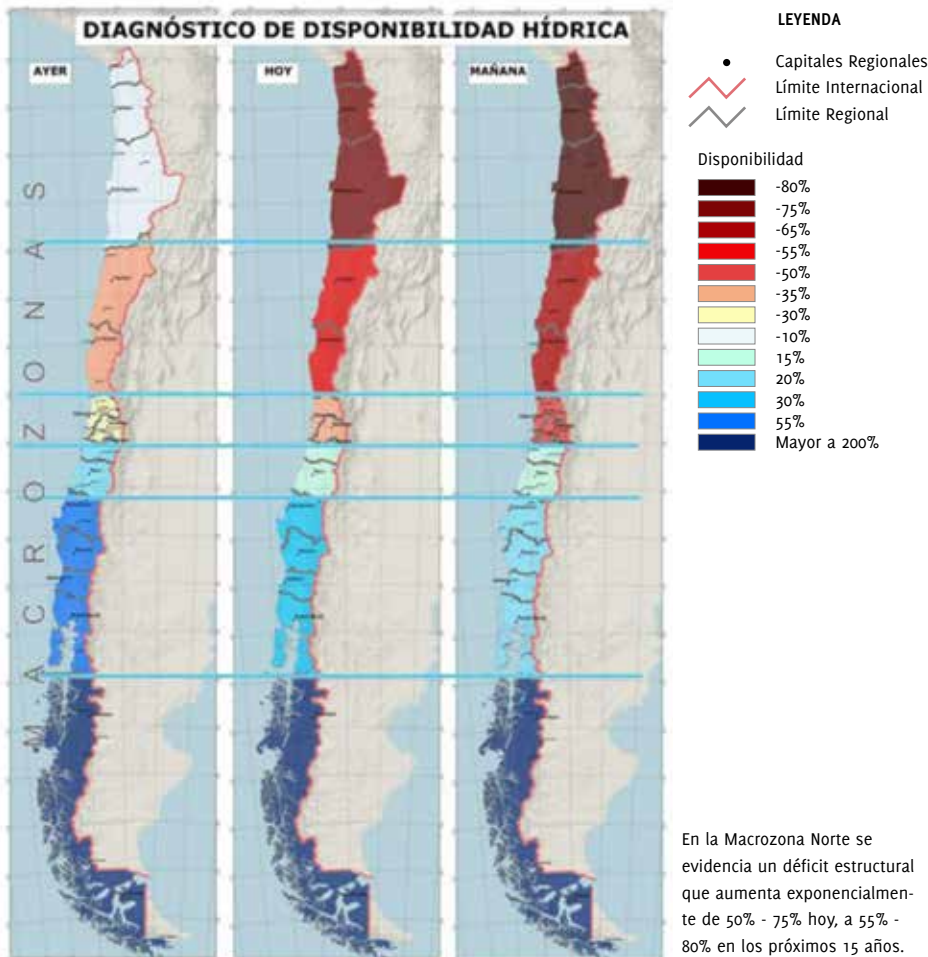 DIAGNÓSTICO DE DISPONIBILIDAD HÍDRICA
AYER
HOY
MAÑANA
MACROZONAS
LEYENDA
Capitales Regionales
Límite Internacional
Límite Regional
Disponibilidad
-80%
-75%
-65%
-55%
-50%
-35%
-30%
-10%
15%
20%
30%
55%
Mayor a 200%
En la Macrozona Norte se
evidencia un déficit estructural
que aumenta exponencialmen-
te de 50% - 75% hoy, a 55% -
80% en los próximos 15 años.